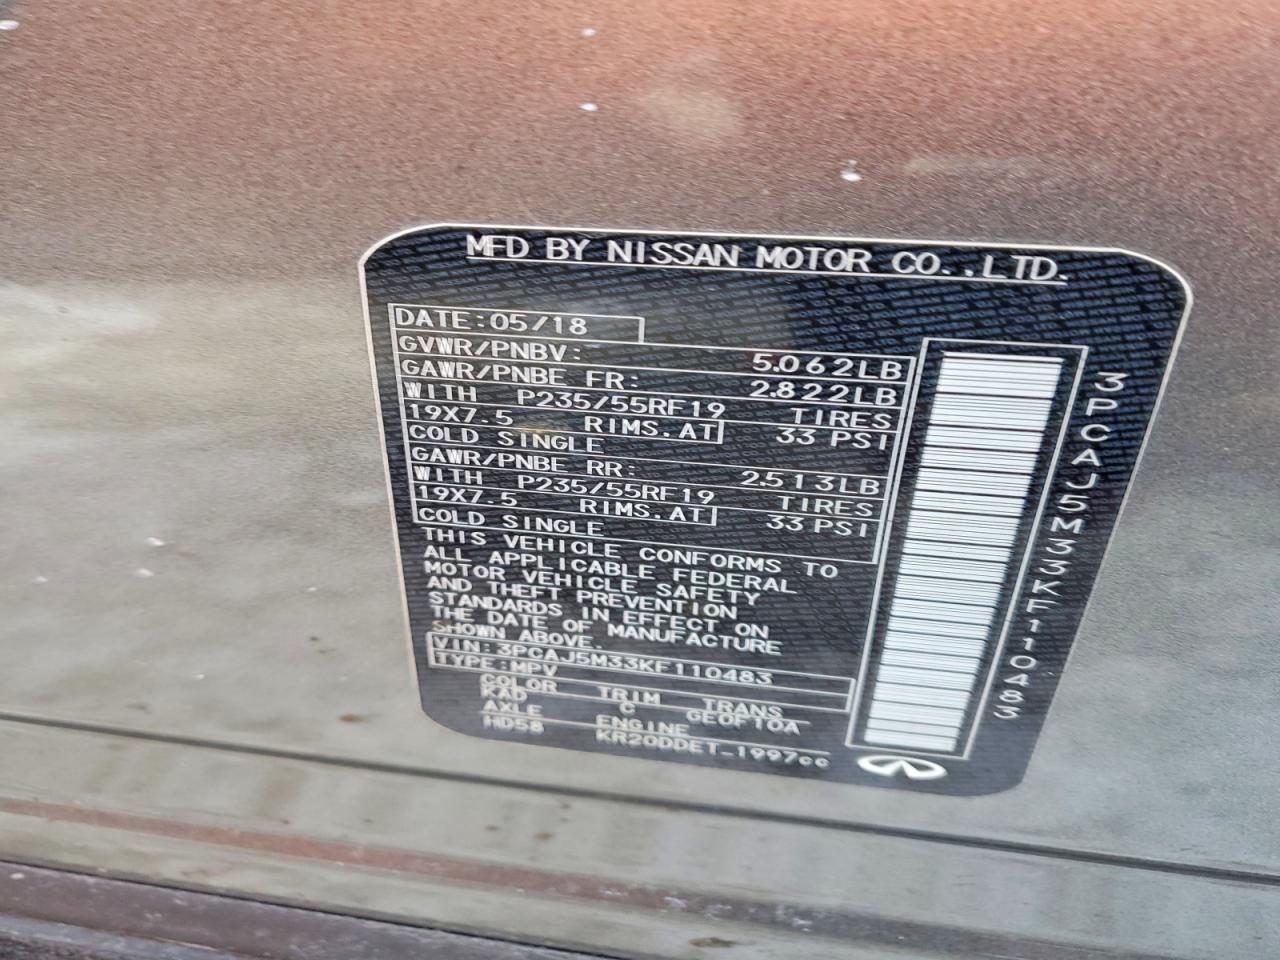 MFD BY NISSAN MOTOR CO.,LTD.
DATE:05/18
GVWR/PNBV: 5.062LB
GAWR/PNBE FR: 2.822LB
WITH P235/55RF19 TIRES
19X7.5 RIMS.AT 33 PSI
COLD SINGLE
GAWR/PNBE RR: 2.513LB
WITH P235/55RF19 TIRES
19X7.5 RIMS.AT 33 PSI
COLD SINGLE
THIS VEHICLE CONFORMS TO
ALL APPLICABLE FEDERAL
MOTOR VEHICLE SAFETY
AND THEFT PREVENTION
STANDARDS IN EFFECT ON
THE DATE OF MANUFACTURE
SHOWN ABOVE.
VIN:3PCAJ5M33KF110483
TYPE:MPV
COLOR TRIM TRANS
KAD C GE0FT0A
AXLE ENGINE
HD58 KR20DDET_1997cc
3PCAJ5M33KF110483